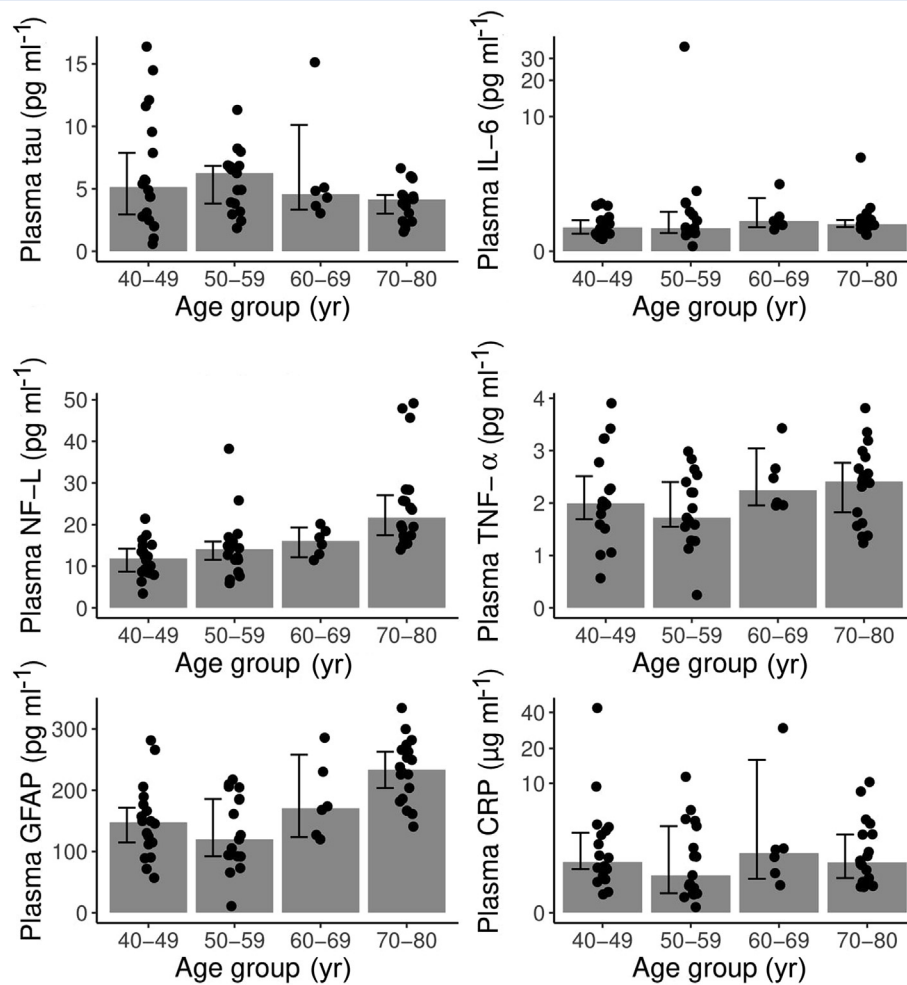 Plasma tau (pg ml⁻¹)
15
10
5
0
40–49 50–59 60–69 70–80
Age group (yr)
Plasma IL–6 (pg ml⁻¹)
30
20
10
0
40–49 50–59 60–69 70–80
Age group (yr)
Plasma NF–L (pg ml⁻¹)
50
40
30
20
10
0
40–49 50–59 60–69 70–80
Age group (yr)
Plasma TNF– α (pg ml⁻¹)
4
3
2
1
0
40–49 50–59 60–69 70–80
Age group (yr)
Plasma GFAP (pg ml⁻¹)
300
200
100
0
40–49 50–59 60–69 70–80
Age group (yr)
Plasma CRP (µg ml⁻¹)
40
20
10
0
40–49 50–59 60–69 70–80
Age group (yr)